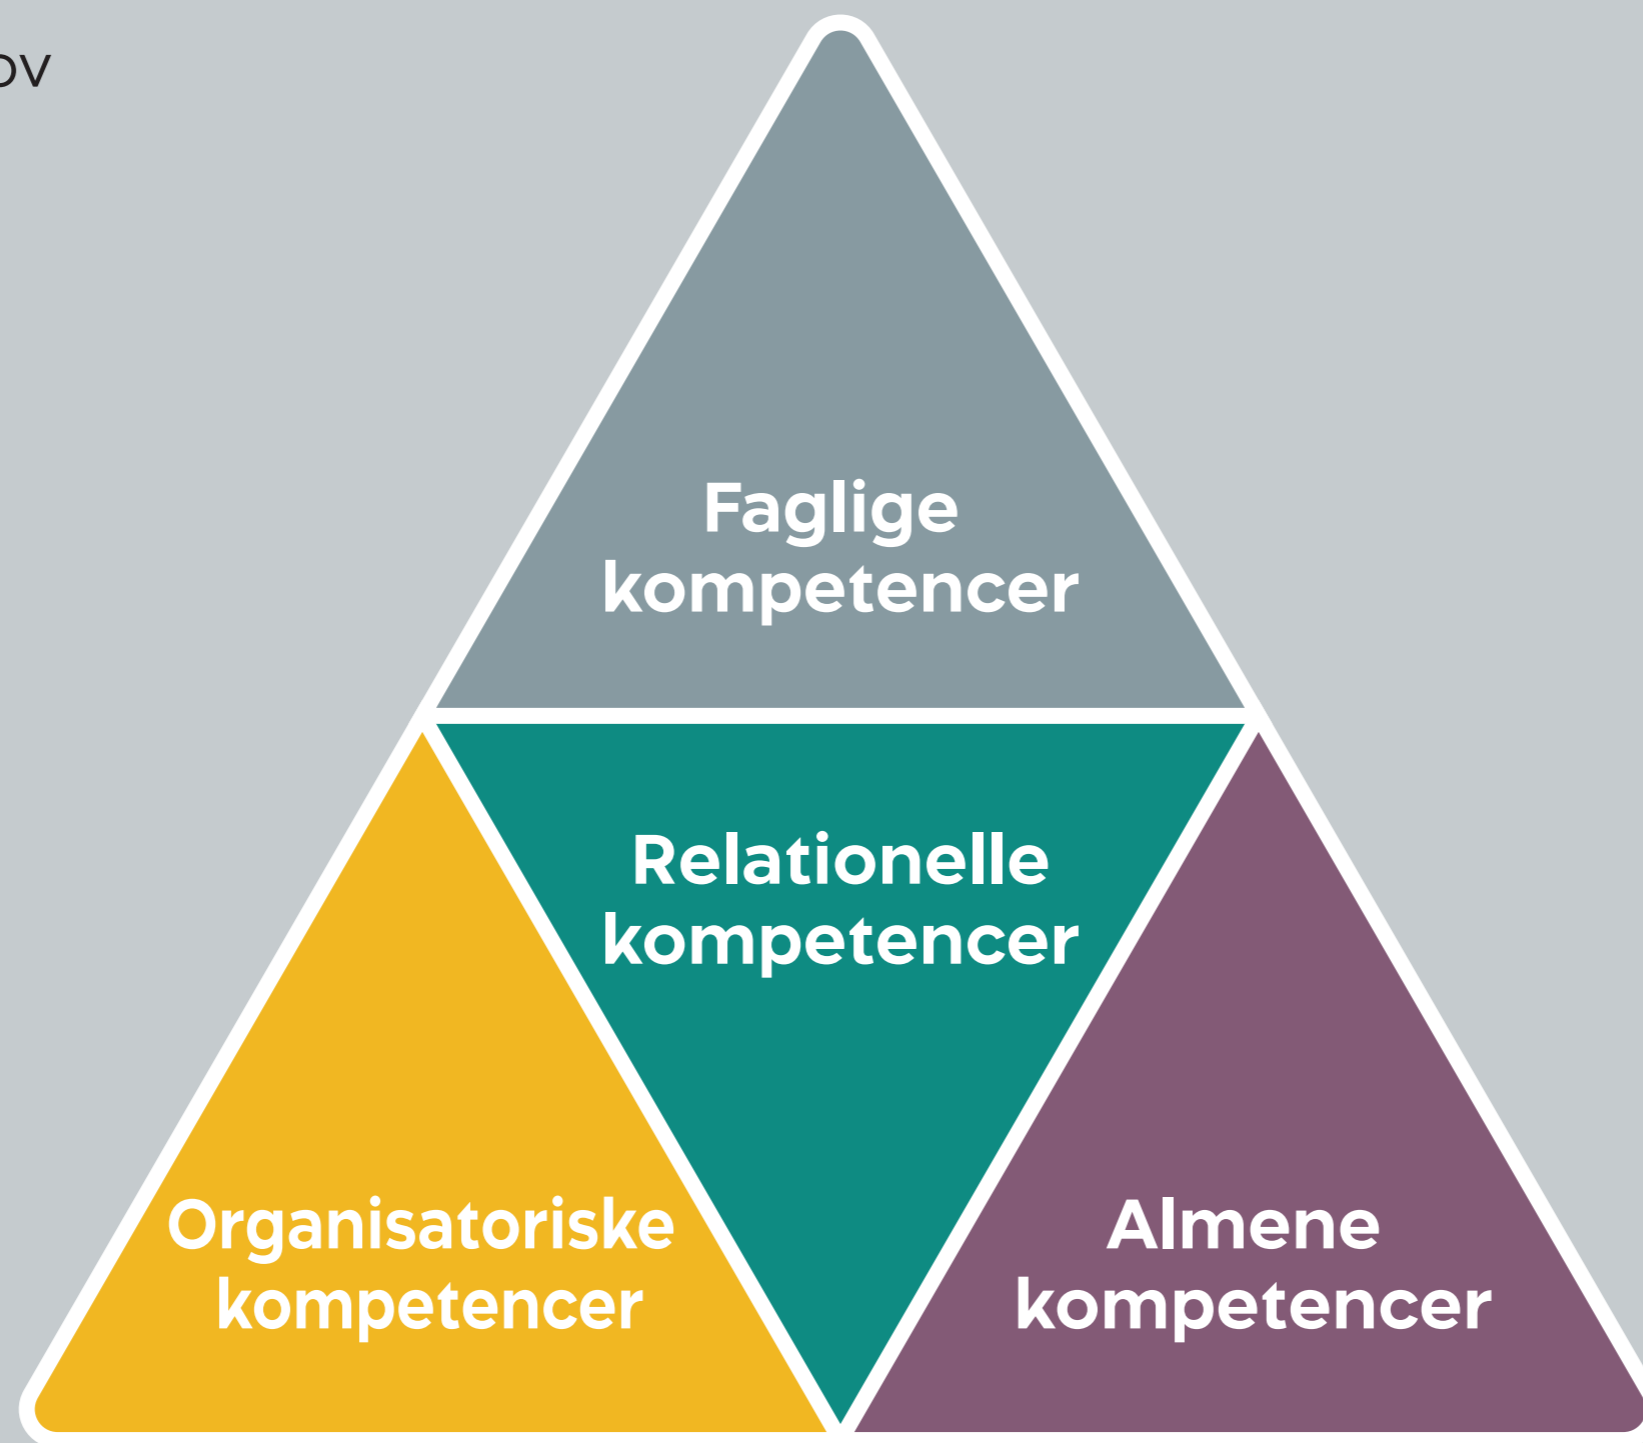 Faglige
kompetencer
Relationelle
kompetencer
Organisatoriske
kompetencer
Almene
kompetencer